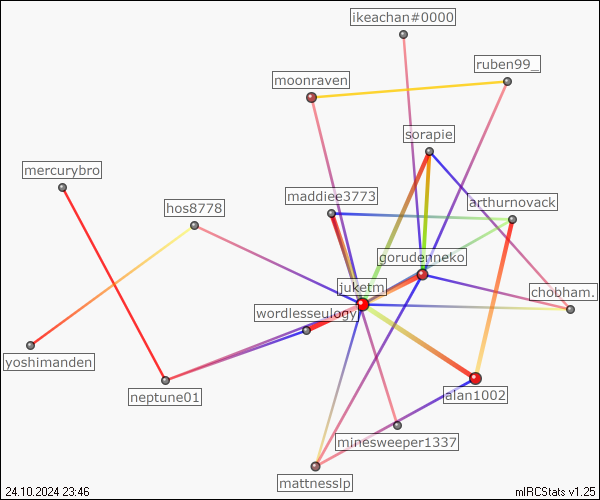 ikeachan#0000
ruben99_
moonraven
sorapie
mercurybro
maddiee3773
arthurnovack
hos8778
gorudenneko
juketm
chobham.
wordlesseulogy
yoshimanden
neptune01
alan1002
minesweeper1337
mattnesslp
24.10.2024 23:46
mIRCStats v1.25